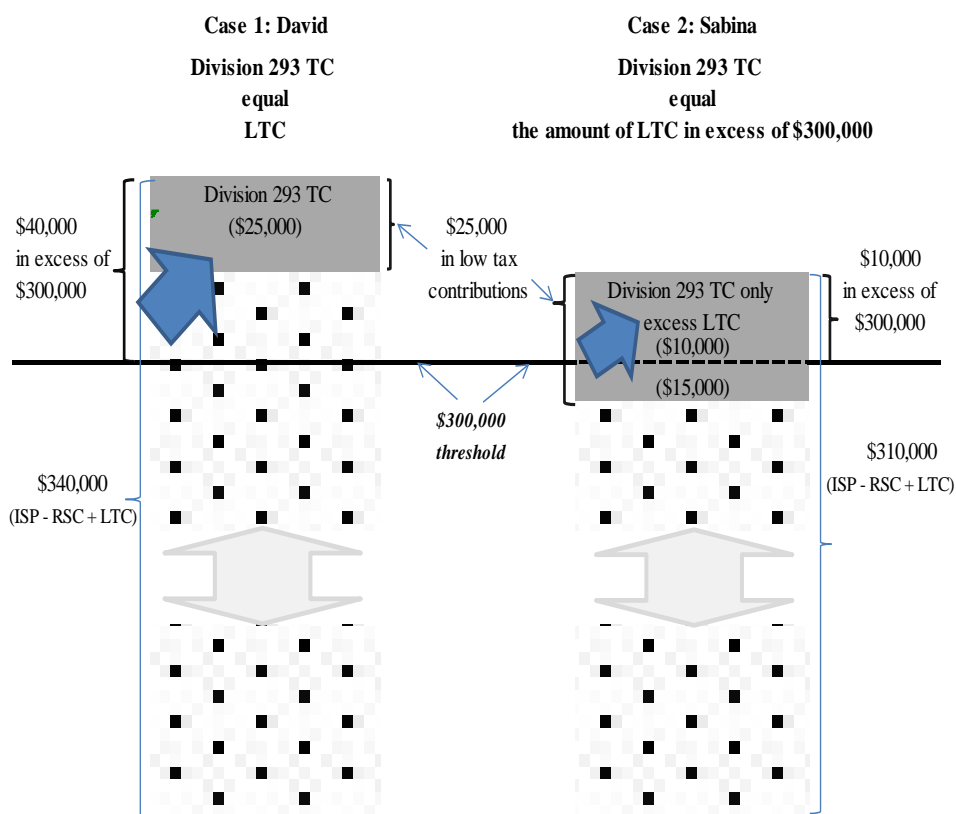 Case 1: David
Division 293 TC
equal
LTC
Case 2: Sabina
Division 293 TC
equal
the amount of LTC in excess of $300,000
$40,000
in excess of
$300,000
Division 293 TC
($25,000)
$25,000
in low tax
contributions
Division 293 TC only
excess LTC
($10,000)
($15,000)
$10,000
in excess of
$300,000
$300,000
threshold
$340,000
(ISP - RSC + LTC)
$310,000
(ISP - RSC + LTC)